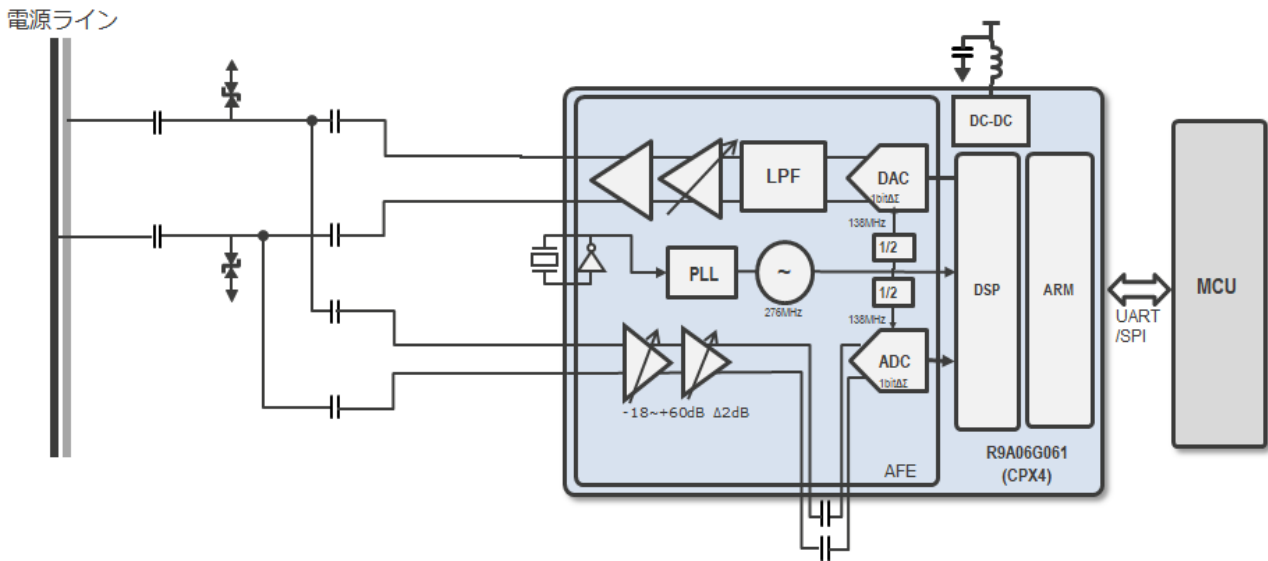 電源ライン
DC-DC
LPF
DAC
1bitΔΣ
138MHz
1/2
PLL
~
276MHz
1/2
138MHz
DSP
ARM
UART
/SPI
MCU
ADC
1bitΔΣ
-18~+60dB Δ2dB
AFE
R9A06G061
(CPX4)